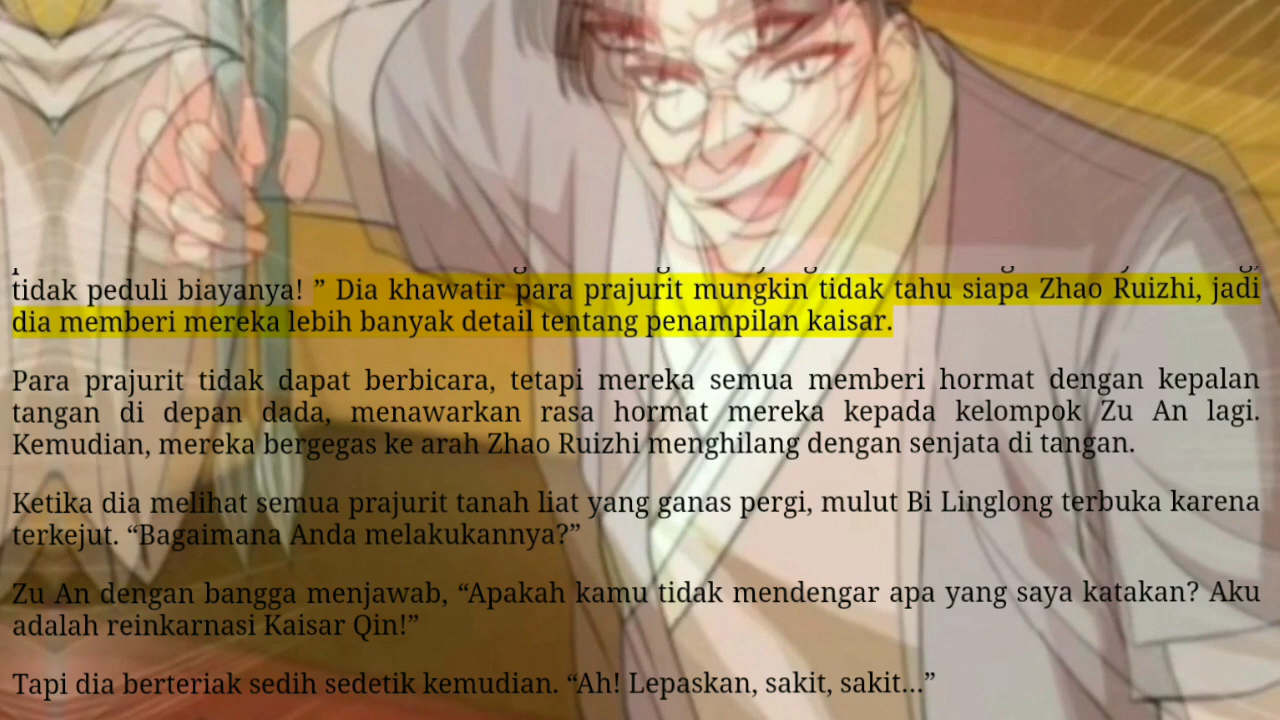 tidak peduli biayanya! ” Dia khawatir para prajurit mungkin tidak tahu siapa Zhao Ruizhi, jadi
dia memberi mereka lebih banyak detail tentang penampilan kaisar.
Para prajurit tidak dapat berbicara, tetapi mereka semua memberi hormat dengan kepalan
tangan di depan dada, menawarkan rasa hormat mereka kepada kelompok Zu An lagi.
Kemudian, mereka bergegas ke arah Zhao Ruizhi menghilang dengan senjata di tangan.
Ketika dia melihat semua prajurit tanah liat yang ganas pergi, mulut Bi Linglong terbuka karena
terkejut. “Bagaimana Anda melakukannya?”
Zu An dengan bangga menjawab, “Apakah kamu tidak mendengar apa yang saya katakan? Aku
adalah reinkarnasi Kaisar Qin!”
Tapi dia berteriak sedih sedetik kemudian. “Ah! Lepaskan, sakit, sakit…”